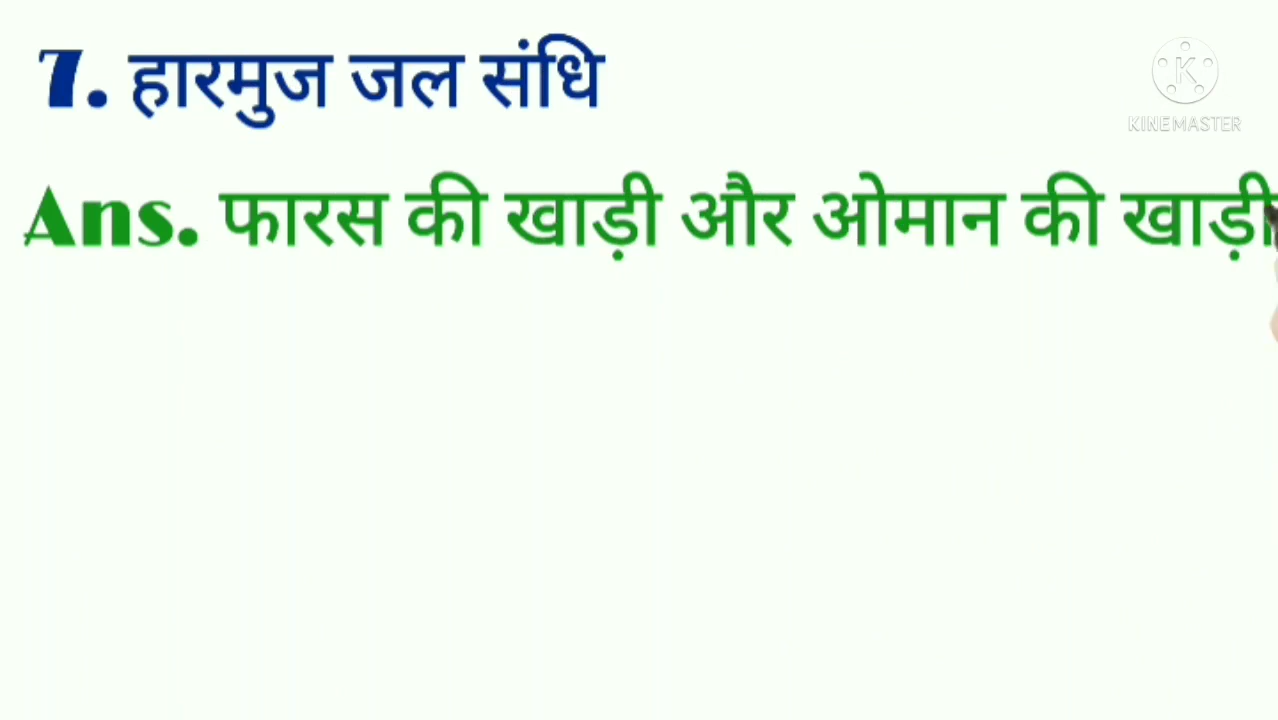 7. हारमुज जल संधि
KINEMASTER
Ans. फारस की खाड़ी और ओमान की खाड़ी